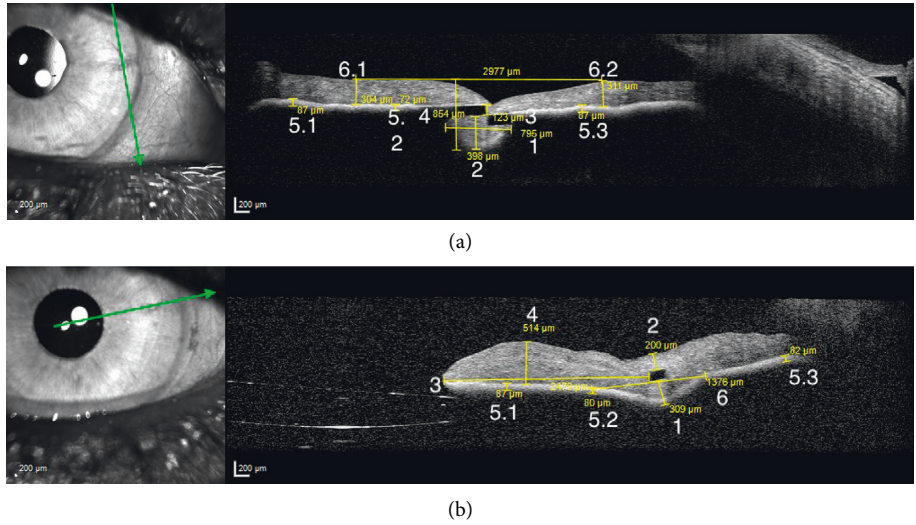 6.1
2977 µm
6.2
304 µm
72 µm
311 µm
87 µm
854 µm
4
123 µm
3
87 µm
5.1
5.
2
795 µm
1
5.3
398 µm
2
200 µm
200 µm
(a)
4
514 µm
2
200 µm
82 µm
3
1376 µm
5.3
87 µm
80 µm
6
5.1
5.2
309 µm
1
200 µm
200 µm
(b)